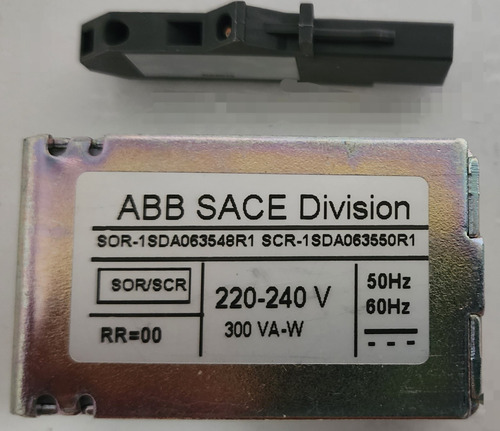 ABB SACE Division
SOR-1SDA063548R1 SCR-1SDA063550R1
SOR/SCR
RR=00
220-240 V
300 VA-W
50Hz
60Hz